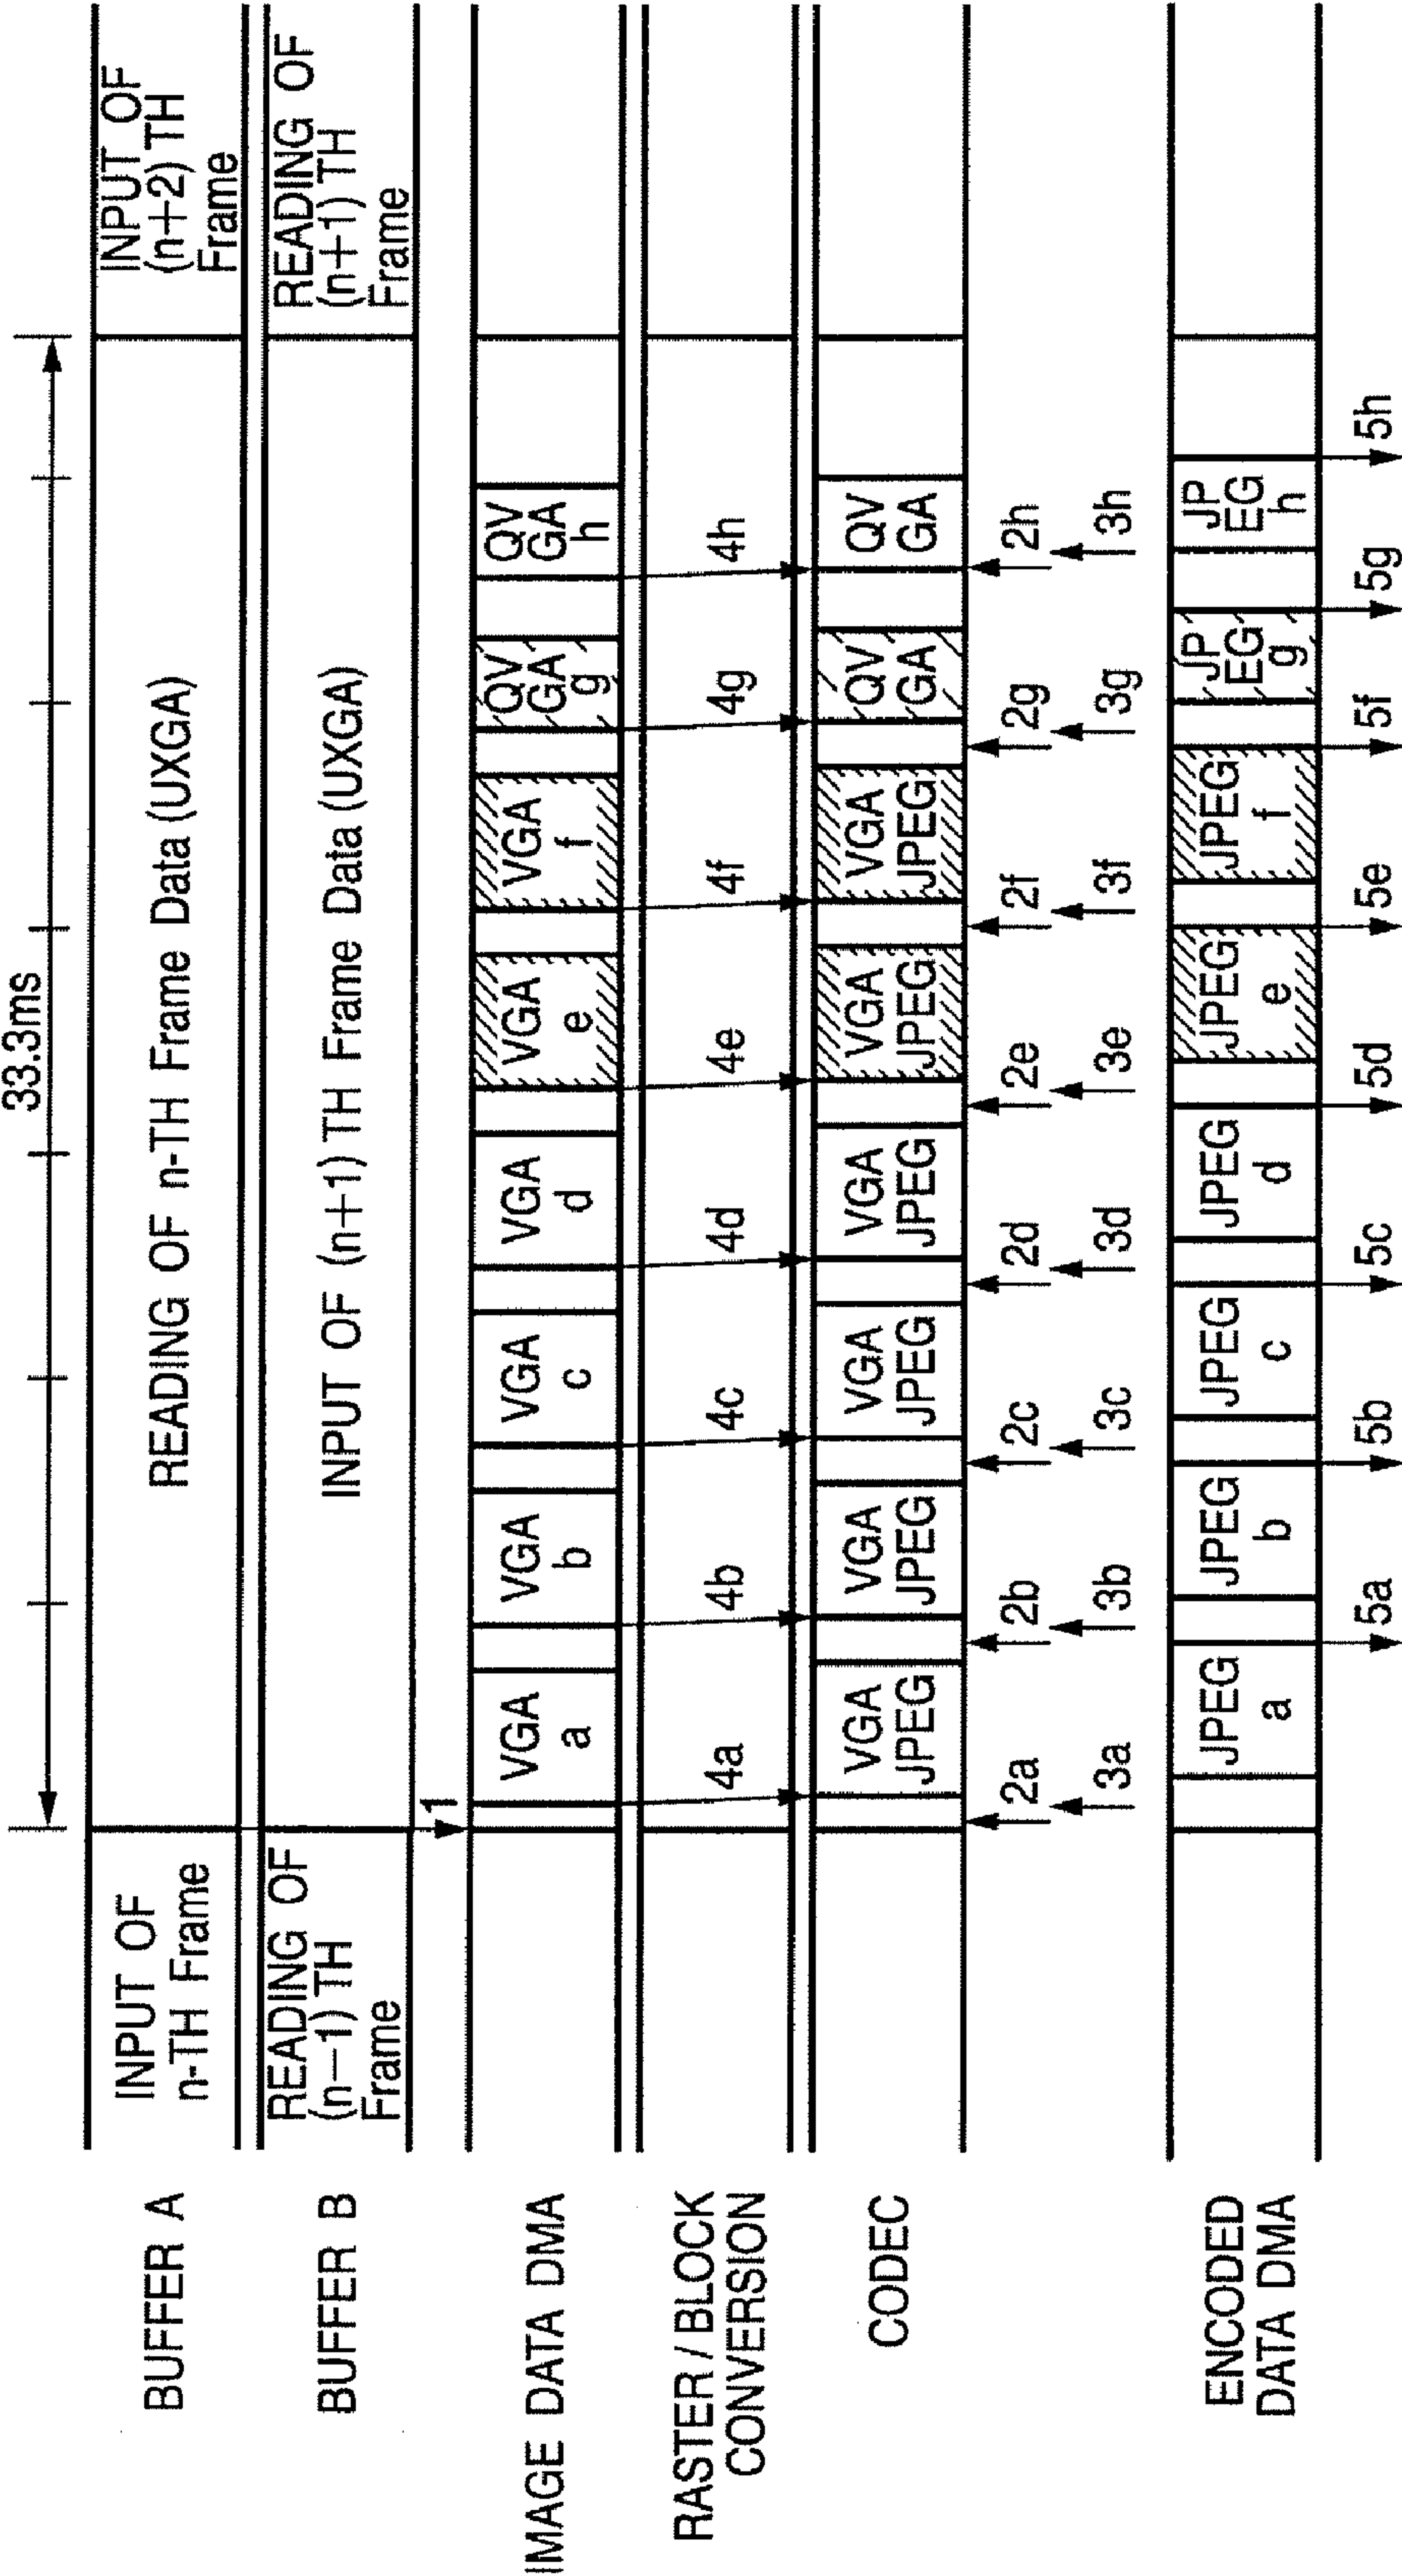 33.3ms
BUFFER A
INPUT OF
n-TH Frame
READING OF n-TH Frame Data (UXGA)
INPUT OF
(n+2) TH
Frame
BUFFER B
READING OF
(n−1) TH
Frame
INPUT OF (n+1) TH Frame Data (UXGA)
READING OF
(n+1) TH
Frame
1
IMAGE DATA DMA
VGA
a
VGA
b
VGA
c
VGA
d
VGA
e
VGA
f
QV
GA
g
QV
GA
h
RASTER / BLOCK
CONVERSION
4a
4b
4c
4d
4e
4f
4g
4h
CODEC
VGA
JPEG
VGA
JPEG
VGA
JPEG
VGA
JPEG
VGA
JPEG
VGA
JPEG
QV
GA
QV
GA
2a
2b
2c
2d
2e
2f
2g
2h
3a
3b
3c
3d
3e
3f
3g
3h
ENCODED
DATA DMA
JPEG
a
JPEG
b
JPEG
c
JPEG
d
JPEG
e
JPEG
f
JP
EG
g
JP
EG
h
5a
5b
5c
5d
5e
5f
5g
5h